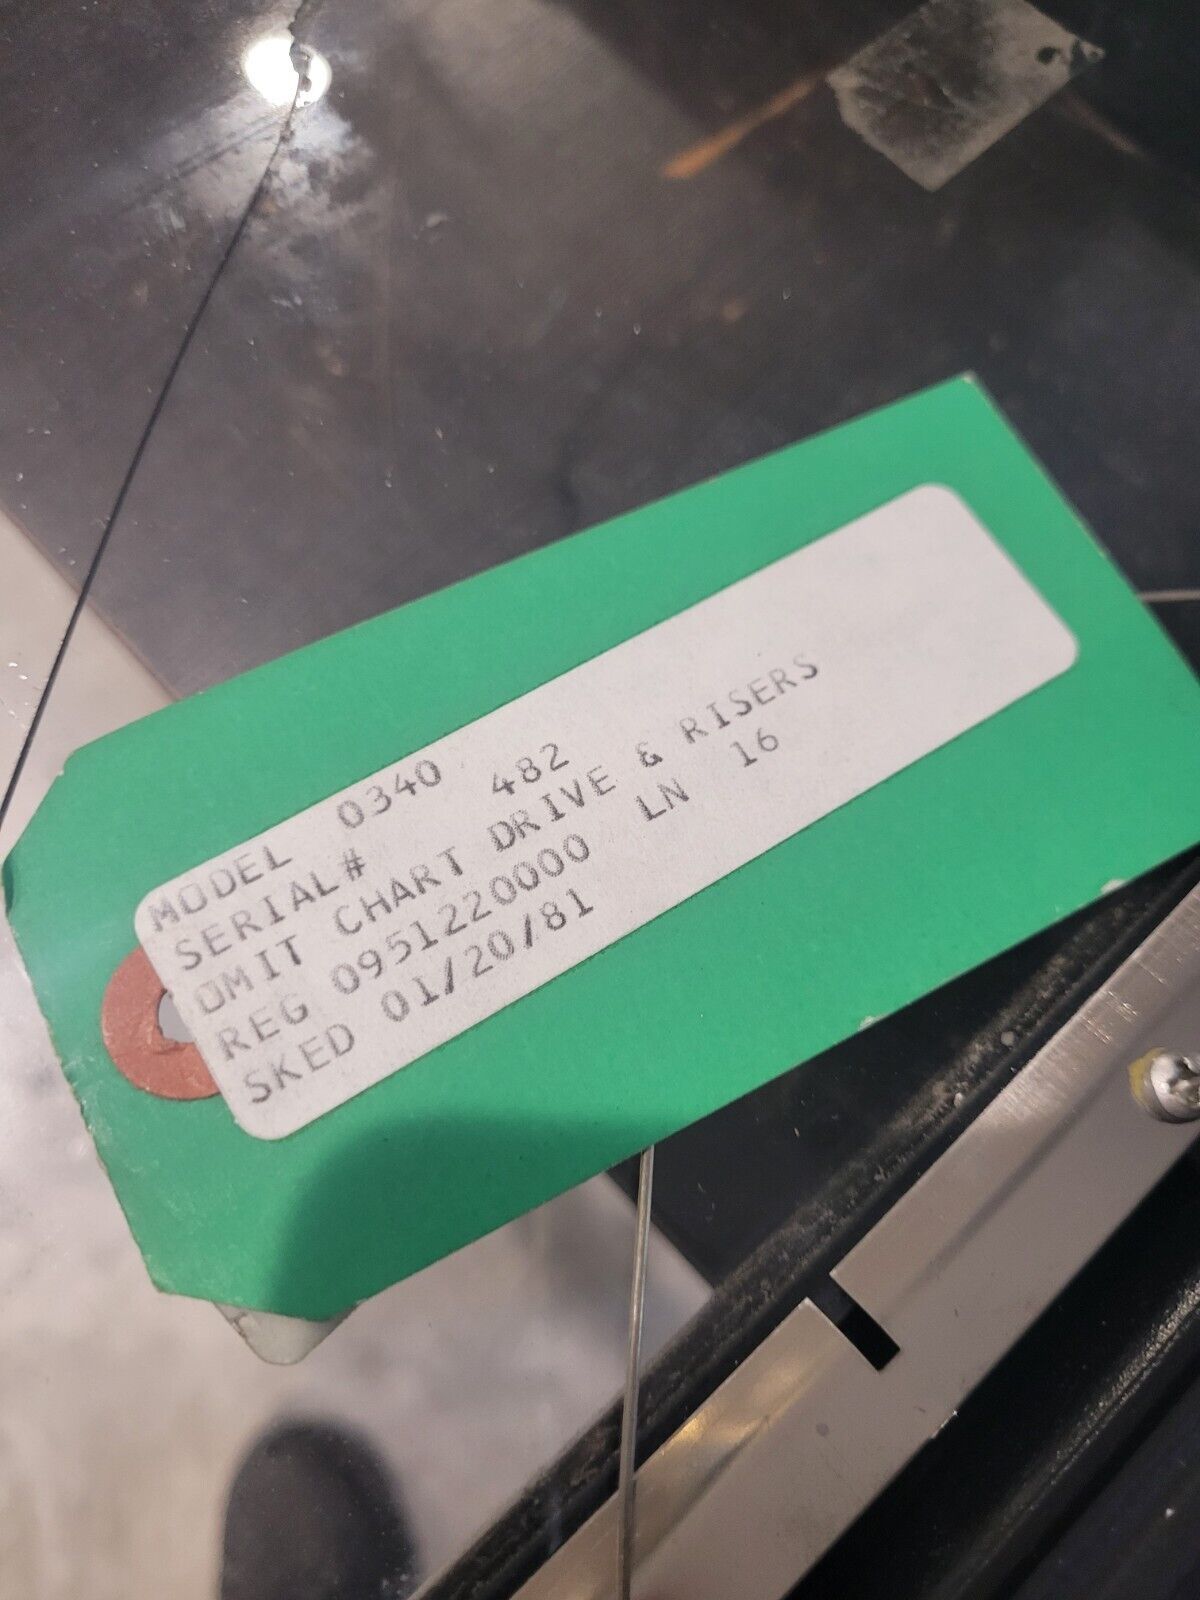 MODEL 0340
SERIAL# 482
OMIT CHART DRIVE & RISERS
REG 0951220000 LN 16
SKED 01/20/81